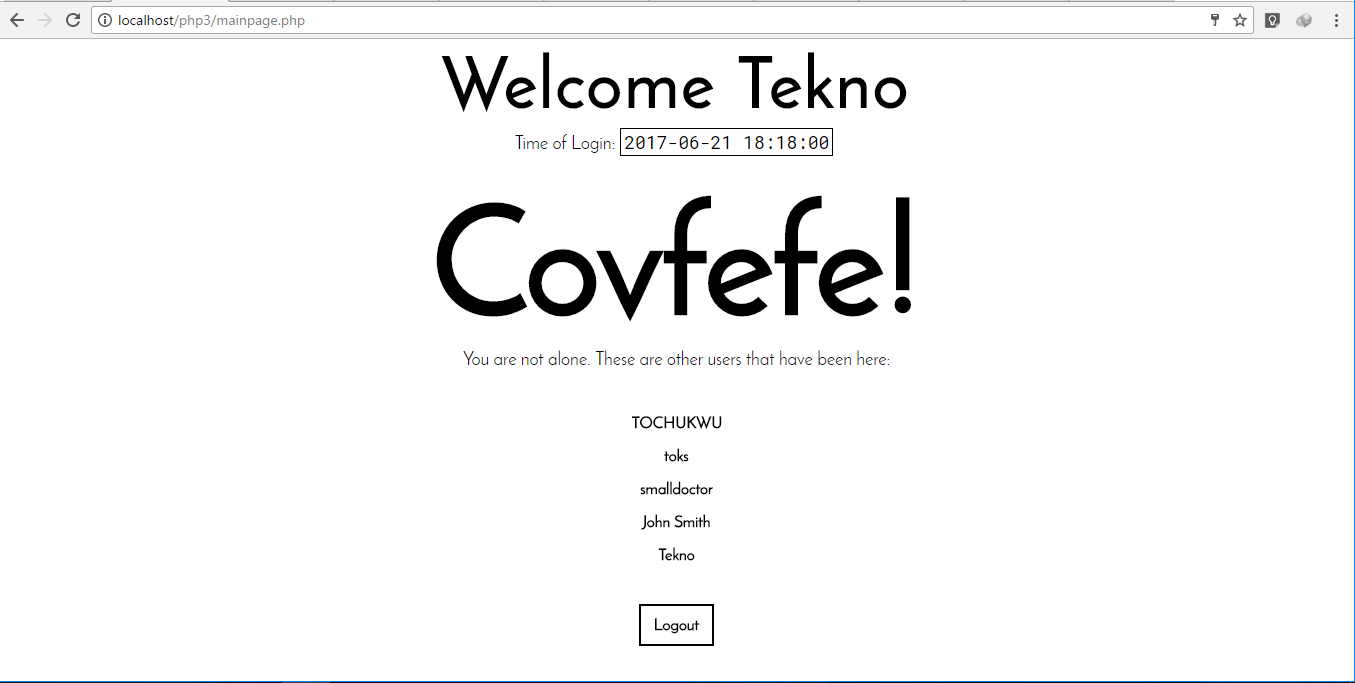 localhost/php3/mainpage.php
Welcome Tekno
Time of Login: 2017-06-21 18:18:00
Covfefe!
You are not alone. These are other users that have been here:
TOCHUKWU
toks
smalldoctor
John Smith
Tekno
Logout